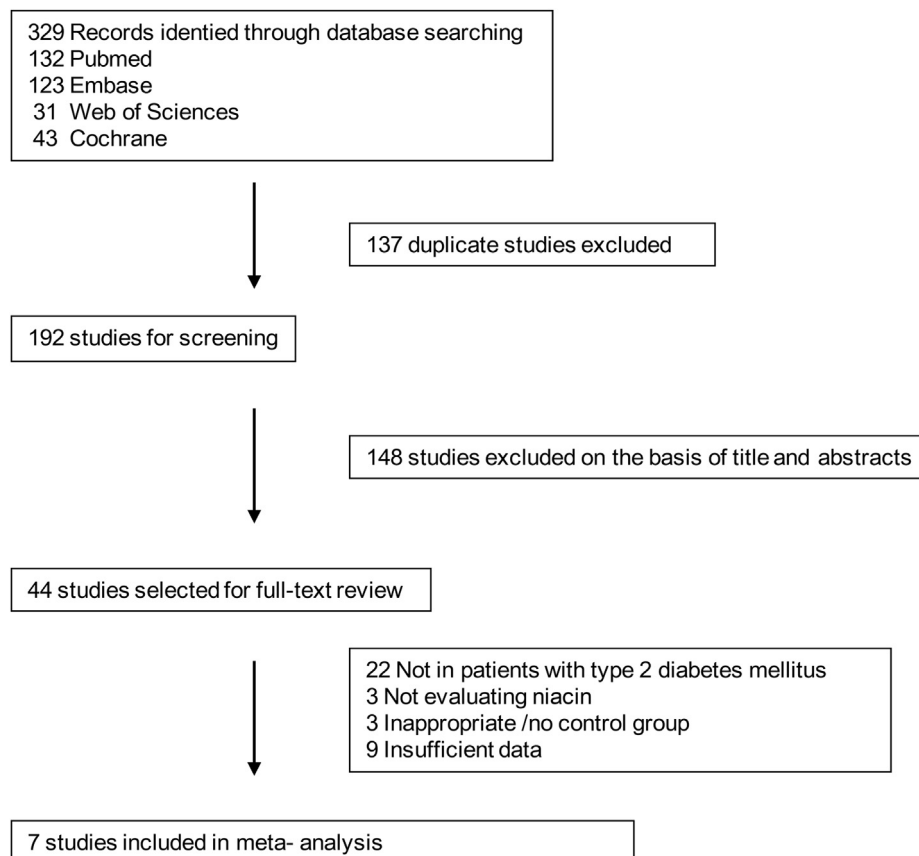 329 Records identied through database searching
132 Pubmed
123 Embase
31 Web of Sciences
43 Cochrane
137 duplicate studies excluded
192 studies for screening
148 studies excluded on the basis of title and abstracts
44 studies selected for full-text review
22 Not in patients with type 2 diabetes mellitus
3 Not evaluating niacin
3 Inappropriate /no control group
9 Insufficient data
7 studies included in meta- analysis